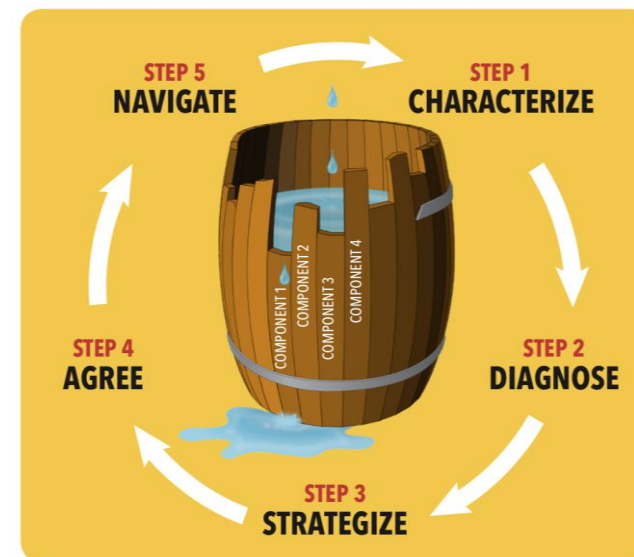 STEP 1
CHARACTERIZE
STEP 2
DIAGNOSE
STEP 3
STRATEGIZE
STEP 4
AGREE
STEP 5
NAVIGATE
COMPONENT 1
COMPONENT 2
COMPONENT 3
COMPONENT 4